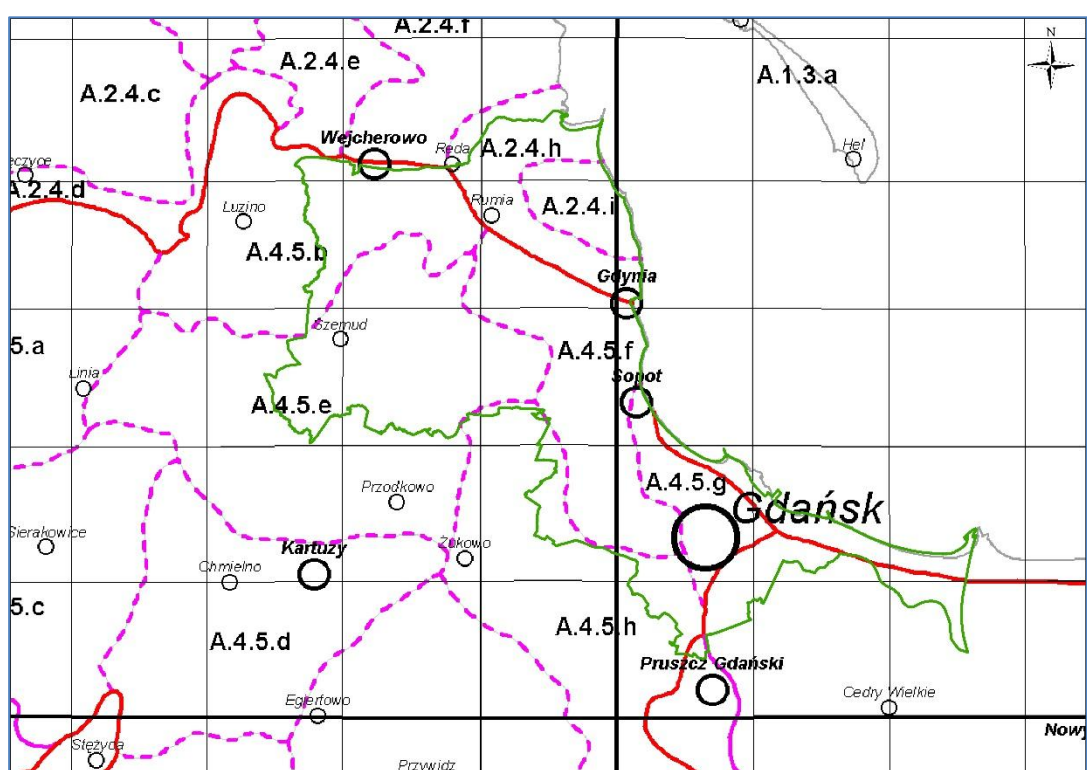 A.2.4.f
N
A.2.4.e
A.1.3.a
A.2.4.c
Wejcherowo
Reda
A.2.4.h
Hel
A.2.4.d
Luzino
Rumia
A.2.4.i
A.4.5.b
Gdynia
Szemud
5.a
A.4.5.f
Linia
Sopot
A.4.5.e
A.4.5.g
Przodkowo
Gdańsk
Sierakowice
Kartuzy
Żukowo
Chmielno
5.c
A.4.5.h
A.4.5.d
Pruszcz Gdański
Egiertowo
Cedry Wielkie
Nowy
Stężyca
Przywidz